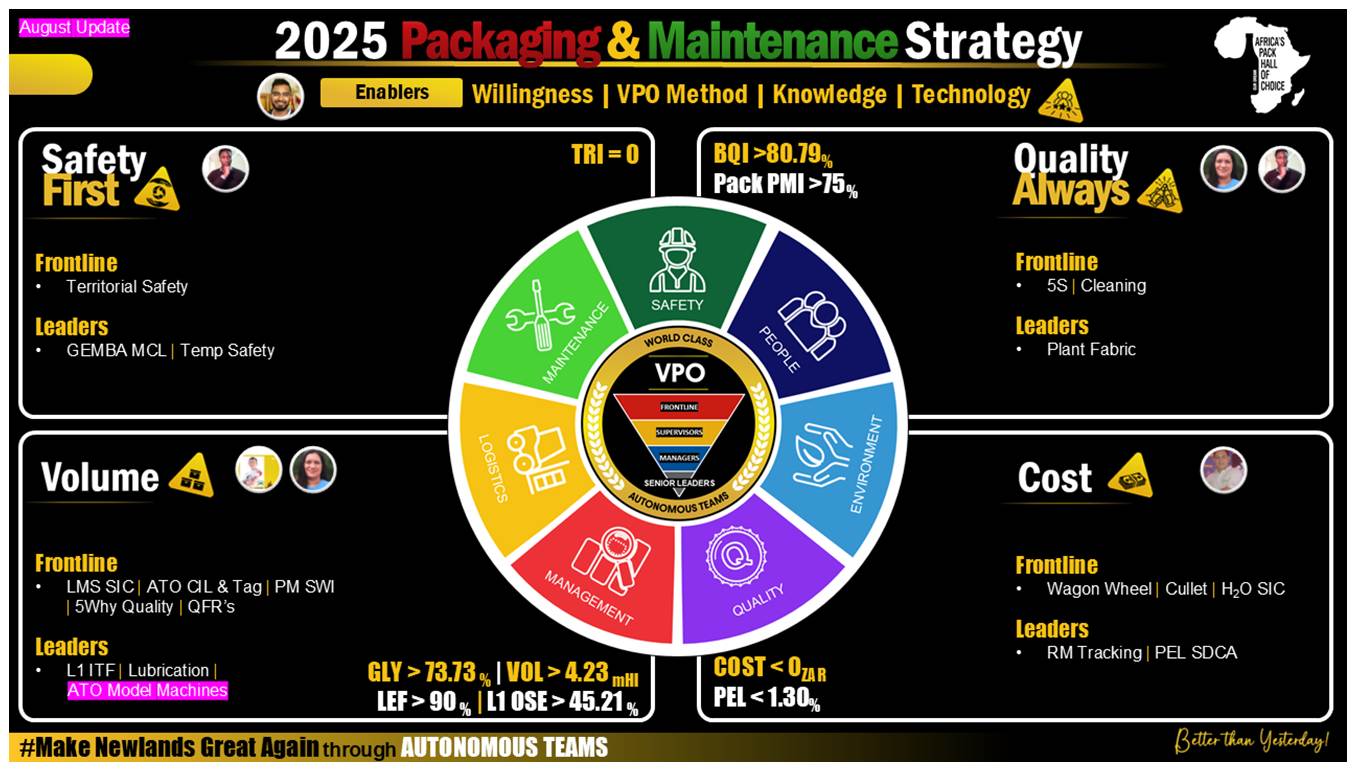 August Update
2025 Packaging & Maintenance Strategy
AFRICA'S
PACK
HALL
OF
CHOICE
Enablers
Willingness | VPO Method | Knowledge | Technology
Safety
First
TRI = 0
Frontline
• Territorial Safety
Leaders
• GEMBA MCL | Temp Safety
BQI >80.79%
Pack PMI >75%
Quality
Always
Frontline
• 5S | Cleaning
Leaders
• Plant Fabric
SAFETY
PEOPLE
ENVIRONMENT
QUALITY
MANAGEMENT
LOGISTICS
MAINTENANCE
WORLD CLASS
VPO
FRONTLINE
SUPERVISORS
MANAGERS
SENIOR LEADERS
AUTONOMOUS TEAMS
Volume
Frontline
• LMS SIC | ATO CIL & Tag | PM SWI
| 5Why Quality | QFR's
Leaders
• L1 ITF | Lubrication |
ATO Model Machines
GLY > 73.73 % | VOL > 4.23 mHl
LEF > 90 % | L1 OSE > 45.21 %
Cost
Frontline
• Wagon Wheel | Cullet | H₂O SIC
Leaders
• RM Tracking | PEL SDCA
COST < 0 ZAR
PEL < 1.30%
#Make Newlands Great Again through AUTONOMOUS TEAMS
Better than Yesterday!